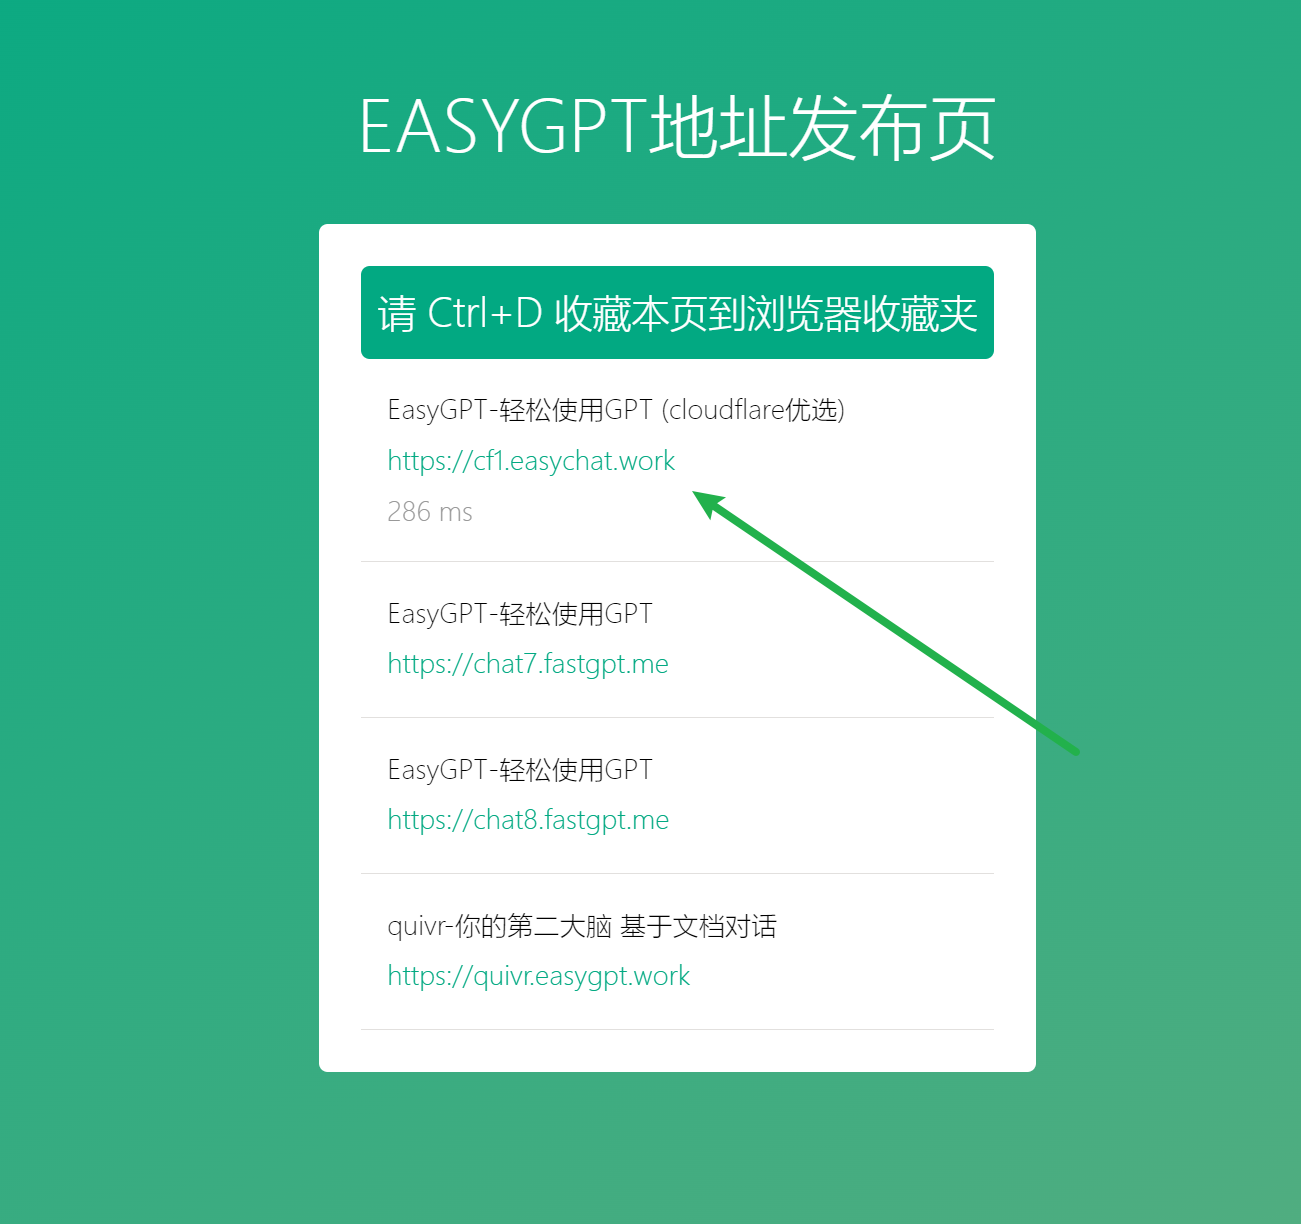 EASYGPT地址发布页
请 Ctrl+D 收藏本页到浏览器收藏夹
EasyGPT-轻松使用GPT (cloudflare优选)
https://cf1.easychat.work
286 ms
EasyGPT-轻松使用GPT
https://chat7.fastgpt.me
EasyGPT-轻松使用GPT
https://chat8.fastgpt.me
quivr-你的第二大脑 基于文档对话
https://quivr.easygpt.work